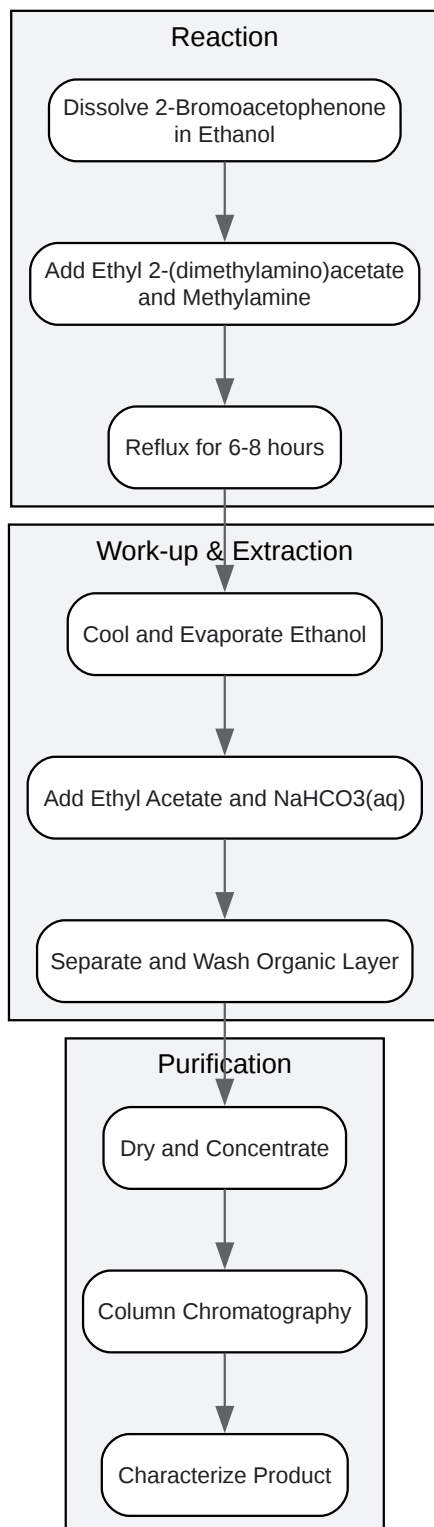 Reaction
Dissolve 2-Bromoacetophenone
in Ethanol
Add Ethyl 2-(dimethylamino)acetate
and Methylamine
Reflux for 6-8 hours
Work-up & Extraction
Cool and Evaporate Ethanol
Add Ethyl Acetate and NaHCO3(aq)
Separate and Wash Organic Layer
Purification
Dry and Concentrate
Column Chromatography
Characterize Product